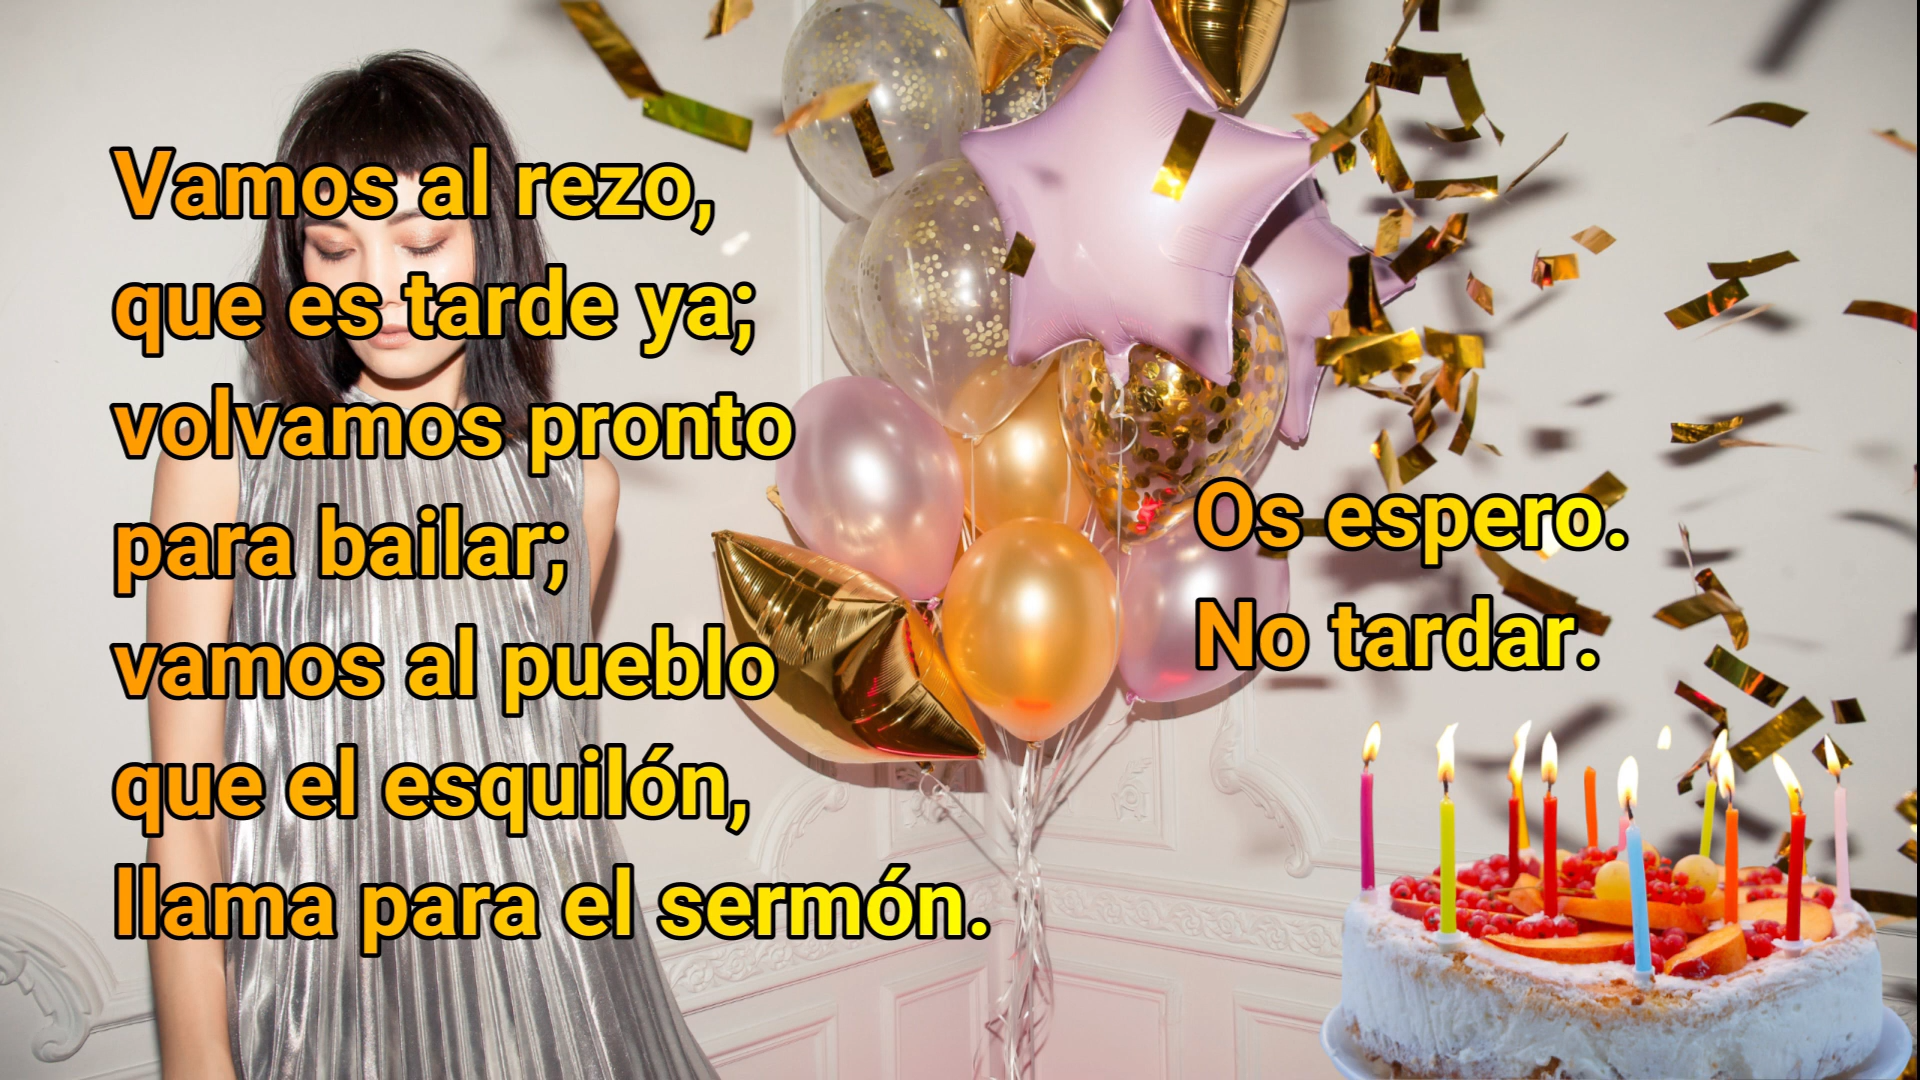 Vamos al rezo,
que es tarde ya;
volvamos pronto
para bailar;
vamos al pueblo
que el esquilón,
llama para el sermón.
Os espero.
No tardar.